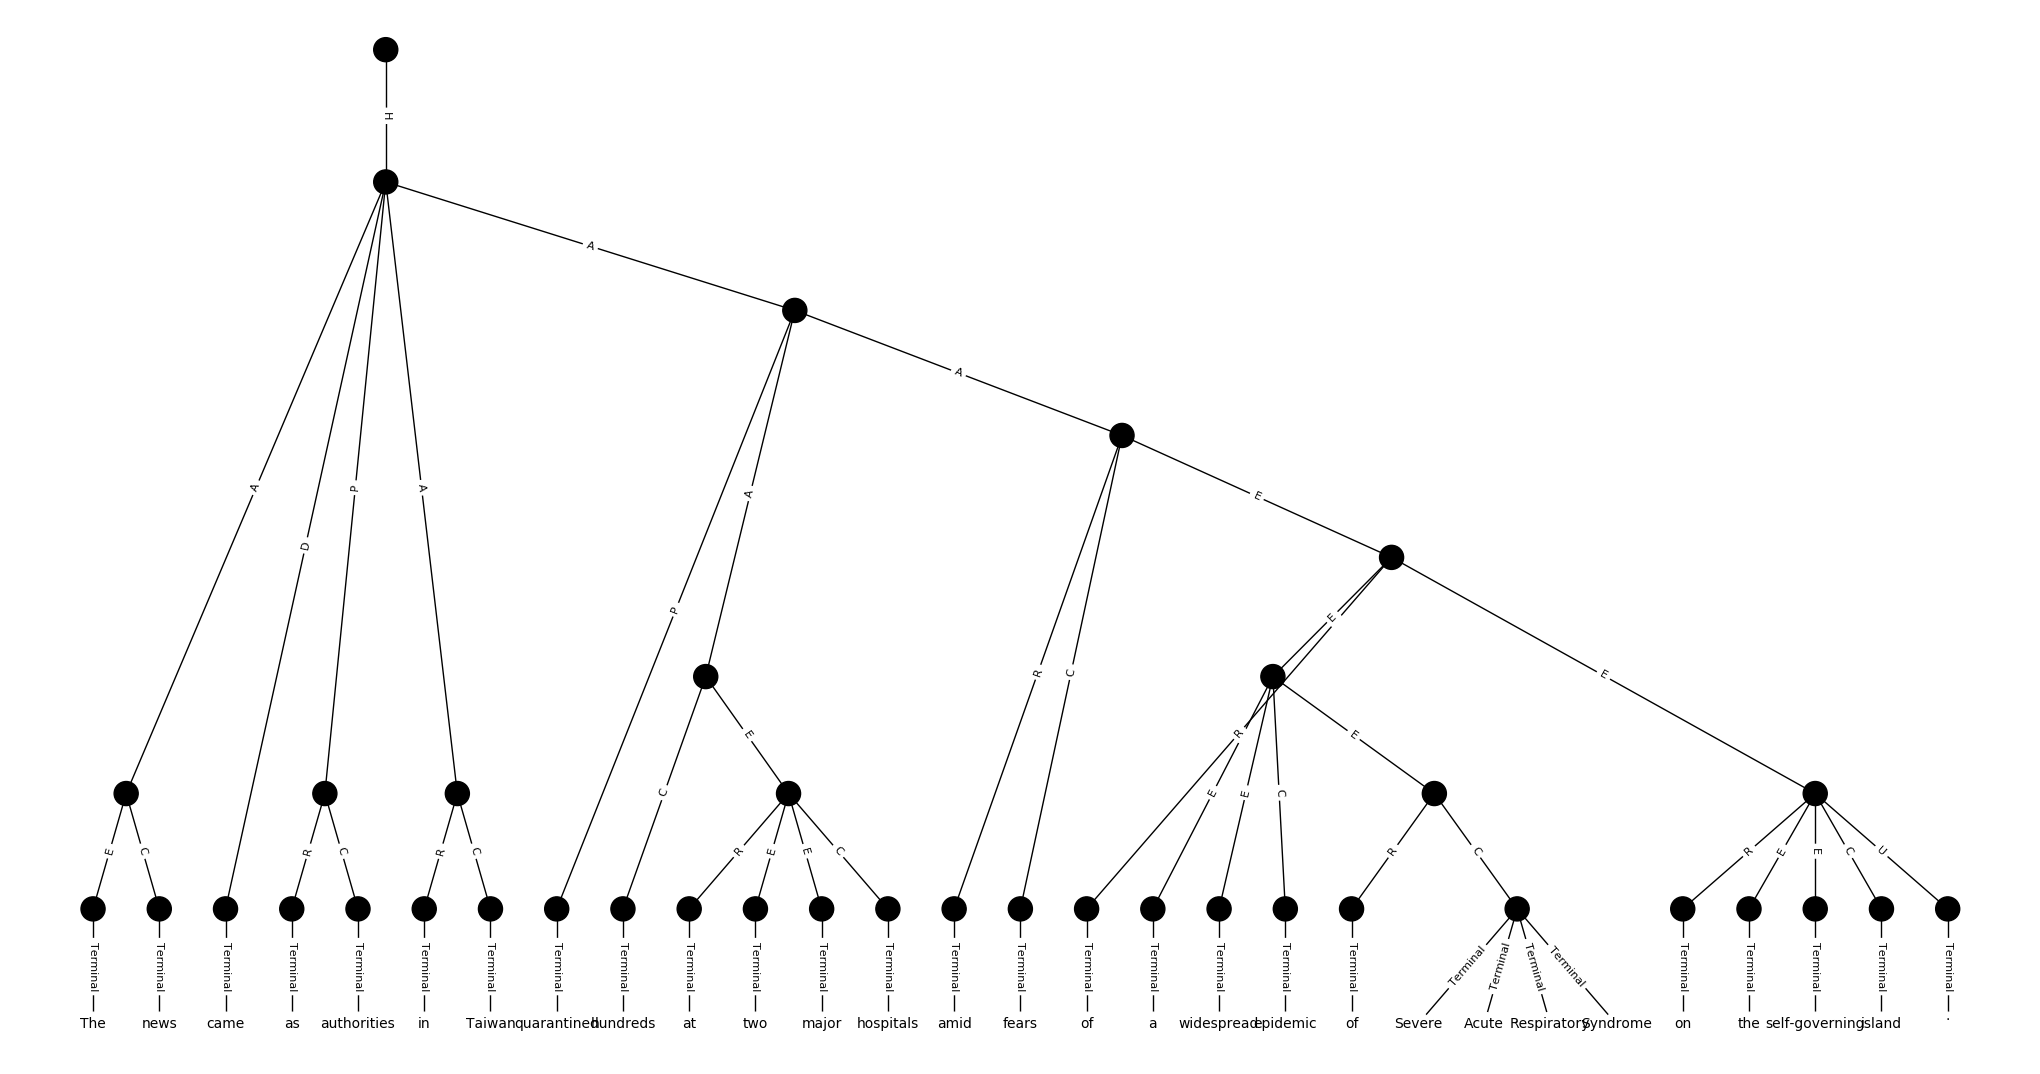 H
A
A
A
E
A
D
P
A
P
A
R
C
E
R
E
E
C
E
E
E
C
E
C
R
C
R
C
R
E
E
C
R
C
R
E
E
C
U
Terminal Terminal Terminal Terminal Terminal Terminal Terminal Terminal Terminal Terminal Terminal Terminal Terminal Terminal Terminal Terminal Terminal Terminal Terminal Terminal Terminal Terminal Terminal Terminal Terminal Terminal Terminal Terminal Terminal
The news came as authorities in Taiwan quarantined hundreds at two major hospitals amid fears of a widespread epidemic of Severe Acute Respiratory Syndrome on the self-governing island .